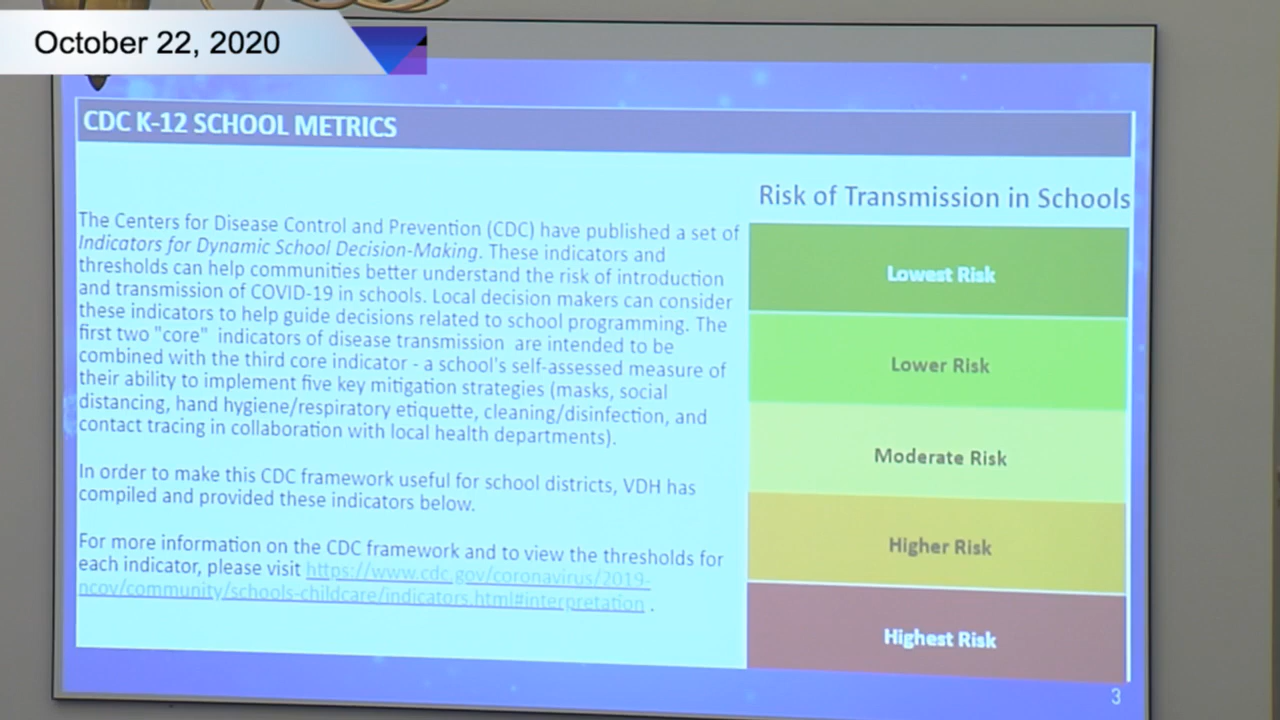 October 22, 2020
CDC K-12 SCHOOL METRICS
The Centers for Disease Control and Prevention (CDC) have published a set of
Indicators for Dynamic School Decision-Making. These indicators and
thresholds can help communities better understand the risk of introduction
and transmission of COVID-19 in schools. Local decision makers can consider
these indicators to help guide decisions related to school programming. The
first two "core" indicators of disease transmission are intended to be
combined with the third core indicator - a school's self-assessed measure of
their ability to implement five key mitigation strategies (masks, social
distancing, hand hygiene/respiratory etiquette, cleaning/disinfection, and
contact tracing in collaboration with local health departments).
In order to make this CDC framework useful for school districts, VDH has
compiled and provided these indicators below.
For more information on the CDC framework and to view the thresholds for
each indicator, please visit https://www.cdc.gov/coronavirus/2019-
ncov/community/schools-childcare/indicators.html#interpretation .
Risk of Transmission in Schools
Lowest Risk
Lower Risk
Moderate Risk
Higher Risk
Highest Risk
3